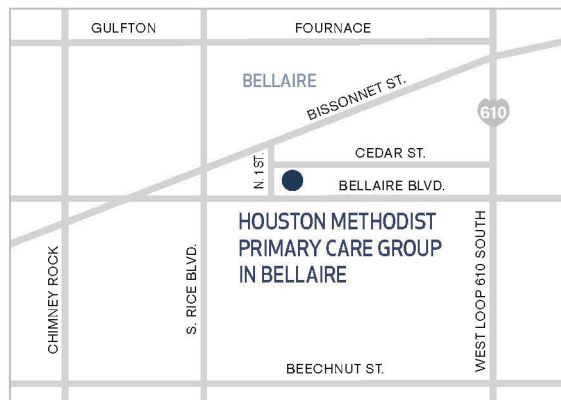 GULFTON
FOURNACE
BELLAIRE
BISSONNET ST.
610
CEDAR ST.
N. 1 ST.
BELLAIRE BLVD.
HOUSTON METHODIST
PRIMARY CARE GROUP
IN BELLAIRE
CHIMNEY ROCK
S. RICE BLVD.
WEST LOOP 610 SOUTH
BEECHNUT ST.